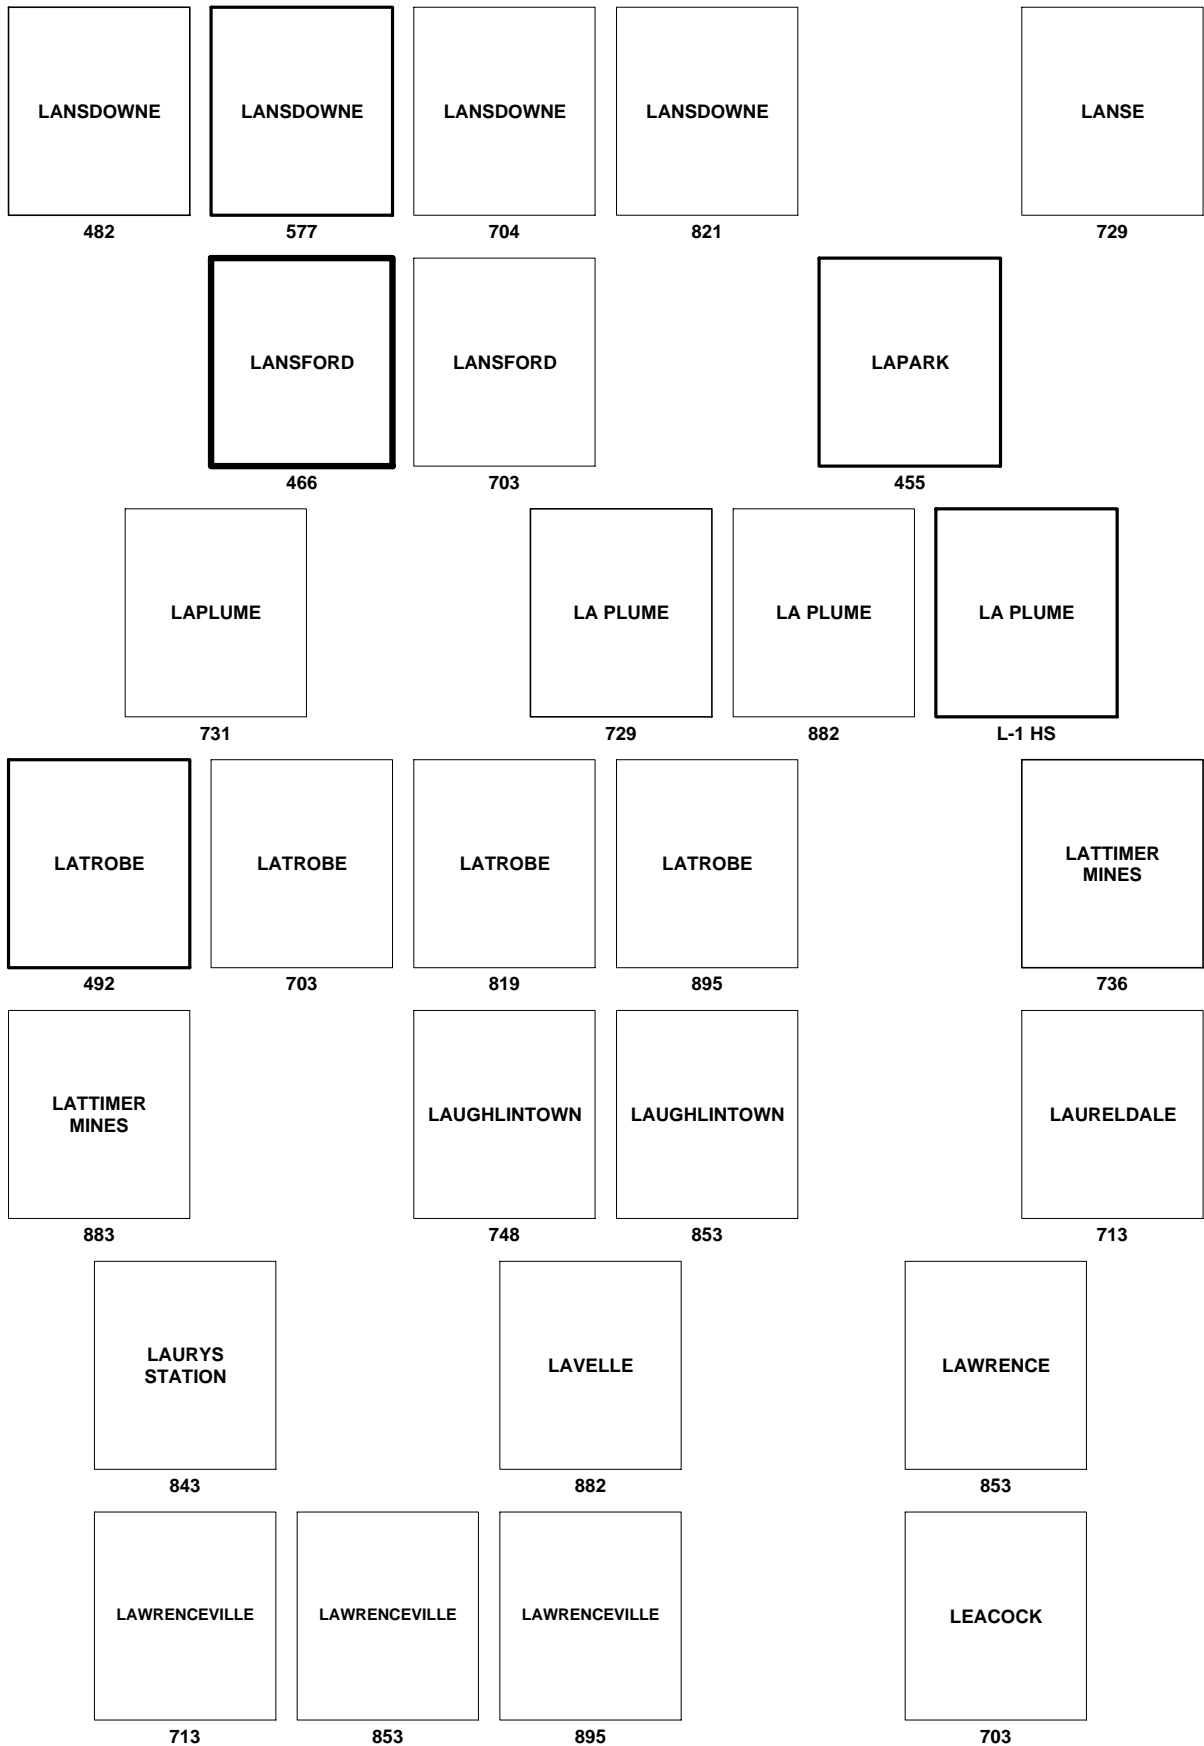 LANSDOWNE LANSDOWNE LANSDOWNE LANSDOWNE LANSE
482 577 704 821 729
LANSFORD LANSFORD LAPARK
466 703 455
LAPLUME LA PLUME LA PLUME LA PLUME
731 729 882 L-1 HS
LATROBE LATROBE LATROBE LATROBE LATTIMER
MINES
492 703 819 895 736
LATTIMER
MINES LAUGHLINTOWN LAUGHLINTOWN LAURELDALE
883 748 853 713
LAURYS
STATION LAVELLE LAWRENCE
843 882 853
LAWRENCEVILLE LAWRENCEVILLE LAWRENCEVILLE LEACOCK
713 853 895 703